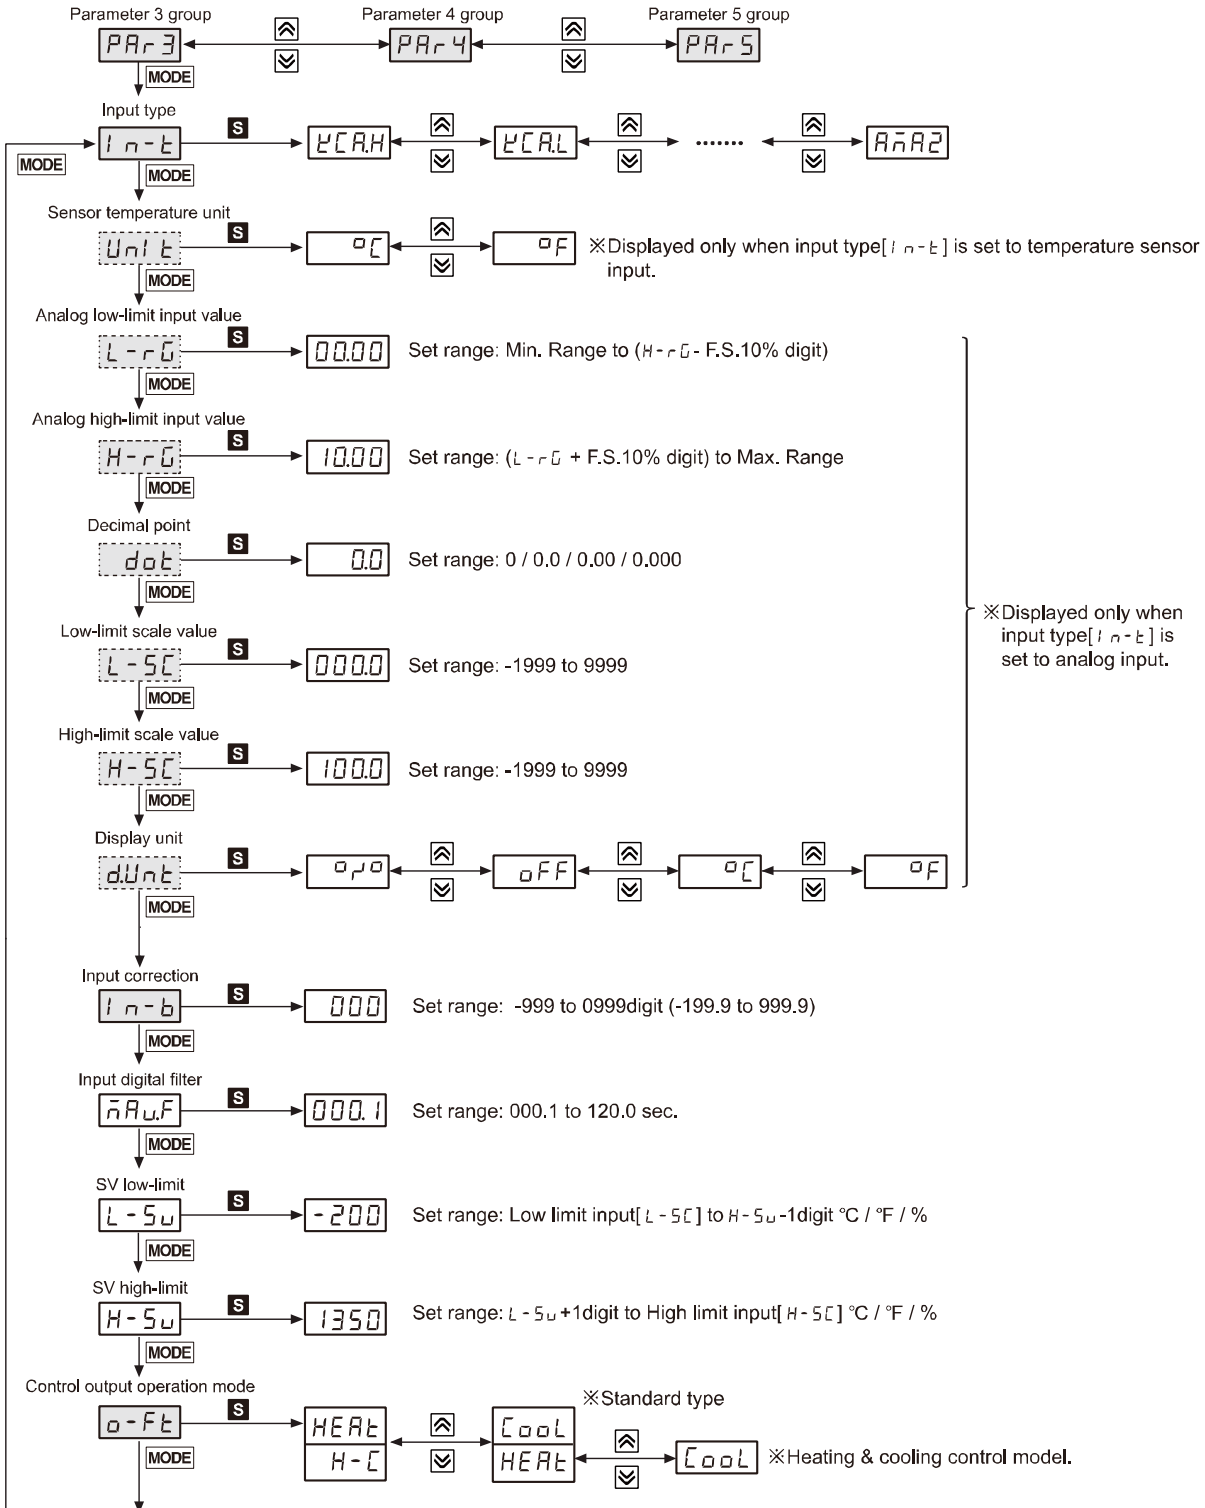 Parameter 3 group Parameter 4 group Parameter 5 group
PAr3 PAr4 PAr5
MODE
Input type
In-t S KCA.H KCA.L ....... AMA2
MODE MODE
Sensor temperature unit
UnIt S °C °F ※Displayed only when input type[In-t] is set to temperature sensor
input.
MODE
Analog low-limit input value
L-rG S 00.00 Set range: Min. Range to (H-rG- F.S.10% digit)
MODE
Analog high-limit input value
H-rG S 10.00 Set range: (L-rG + F.S.10% digit) to Max. Range
MODE
Decimal point
dot S 0.0 Set range: 0 / 0.0 / 0.00 / 0.000
MODE
※Displayed only when
input type[In-t] is
set to analog input.
Low-limit scale value
L-SC S 000.0 Set range: -1999 to 9999
MODE
High-limit scale value
H-SC S 100.0 Set range: -1999 to 9999
MODE
Display unit
d.Unt S %  oFF °C °F
MODE
Input correction
In-b S 000 Set range: -999 to 0999digit (-199.9 to 999.9)
MODE
Input digital filter
MAv.F S 000.1 Set range: 000.1 to 120.0 sec.
MODE
SV low-limit
L-Sv S -200 Set range: Low limit input[L-SC] to H-Sv-1digit °C / °F / %
MODE
SV high-limit
H-Sv S 1350 Set range: L-Sv+1digit to High limit input[H-SC] °C / °F / %
MODE
Control output operation mode
※Standard type
o-Ft S HEAt CooL
H-C HEAt CooL ※Heating & cooling control model.
MODE